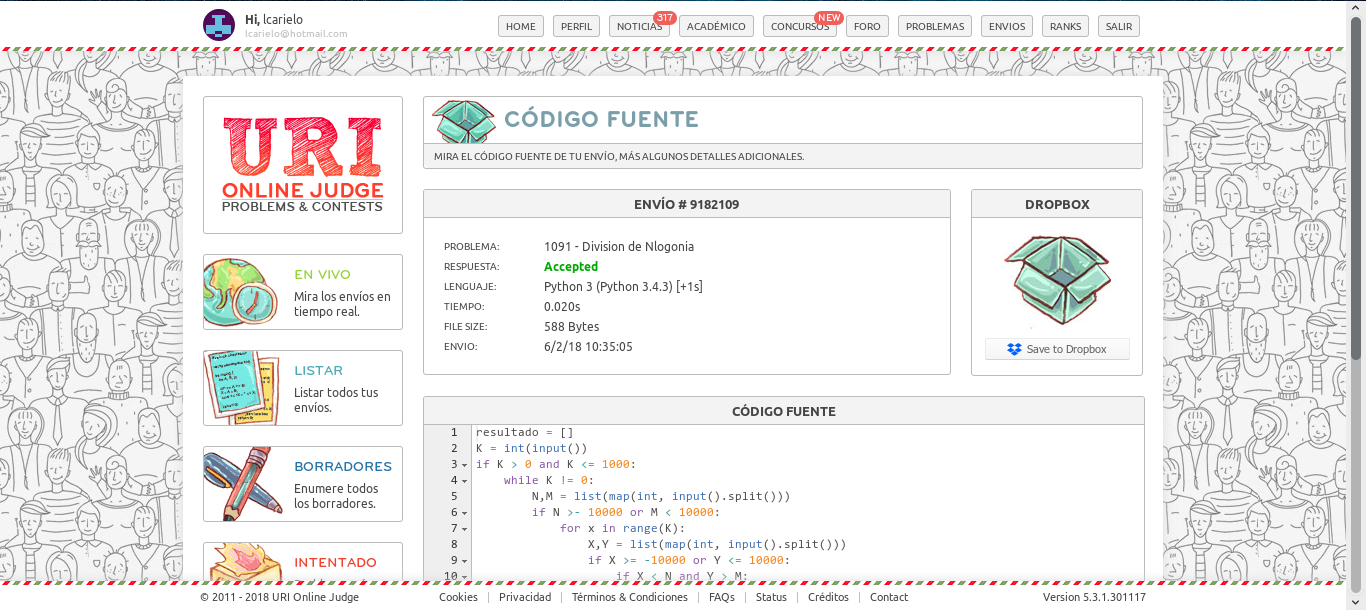 Hi, lcarielo
lcarielo@hotmail.com
HOME PERFIL NOTICIAS 317 ACADÉMICO CONCURSOS NEW FORO PROBLEMAS ENVIOS RANKS SALIR
URI
ONLINE JUDGE
PROBLEMS & CONTESTS
EN VIVO
Mira los envíos en
tiempo real.
LISTAR
Listar todos tus
envíos.
BORRADORES
Enumere todos
los borradores.
INTENTADO
CÓDIGO FUENTE
MIRA EL CÓDIGO FUENTE DE TU ENVÍO, MÁS ALGUNOS DETALLES ADICIONALES.
ENVÍO # 9182109
PROBLEMA: 1091 - Division de Nlogonia
RESPUESTA: Accepted
LENGUAJE: Python 3 (Python 3.4.3) [+1s]
TIEMPO: 0.020s
FILE SIZE: 588 Bytes
ENVIO: 6/2/18 10:35:05
DROPBOX
Save to Dropbox
CÓDIGO FUENTE
1 resultado = []
2 K = int(input())
3 if K > 0 and K <= 1000:
4 while K != 0:
5 N,M = list(map(int, input().split()))
6 if N >- 10000 or M < 10000:
7 for x in range(K):
8 X,Y = list(map(int, input().split()))
9 if X >= -10000 or Y <= 10000:
10 if X < N and Y > M:
© 2011 - 2018 URI Online Judge
Cookies | Privacidad | Términos & Condiciones | FAQs | Status | Créditos | Contact
Version 5.3.1.301117